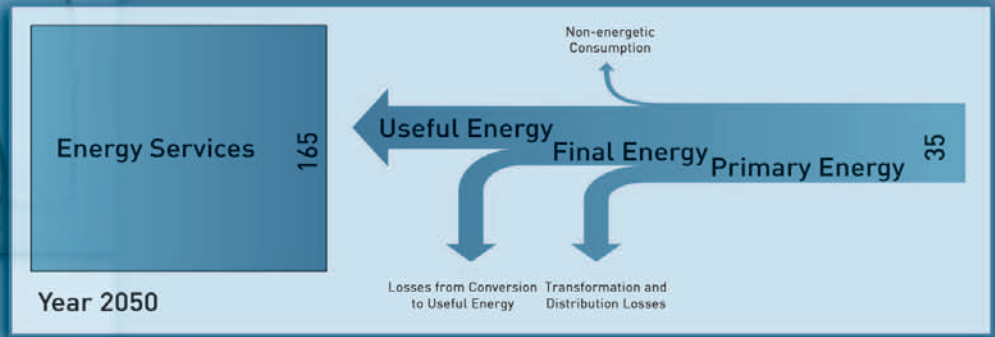 Non-energetic
Consumption
Energy Services
165
Useful Energy
Final Energy
Primary Energy
35
Losses from Conversion
to Useful Energy
Transformation and
Distribution Losses
Year 2050